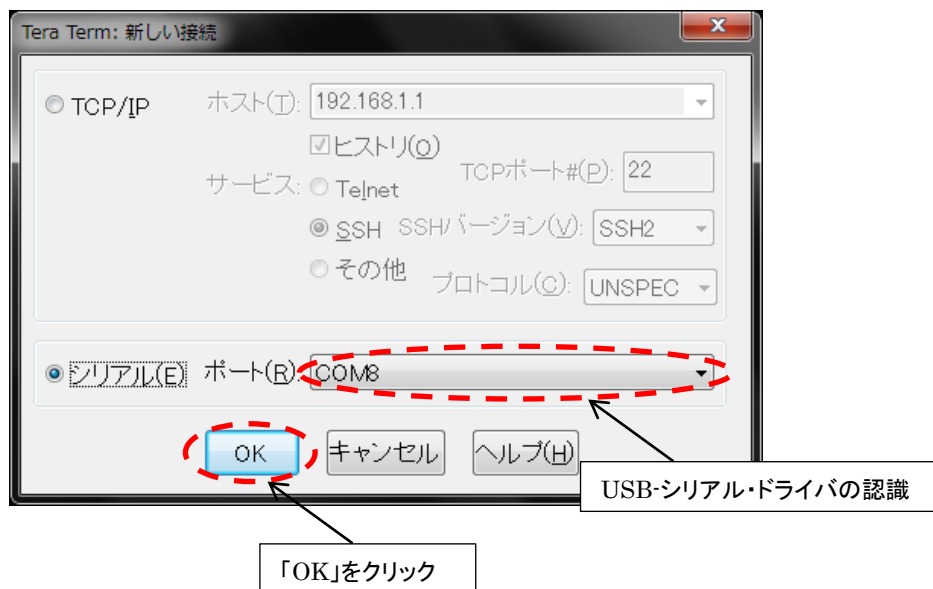 Tera Term: 新しい接続
TCP/IP ホスト(T): 192.168.1.1
ヒストリ(O)
サービス: Telnet TCPポート#(P): 22
SSH SSHバージョン(V): SSH2
その他 プロトコル(C): UNSPEC
シリアル(E) ポート(R): COM8
OK キャンセル ヘルプ(H)
USB-シリアル・ドライバの認識
「OK」をクリック